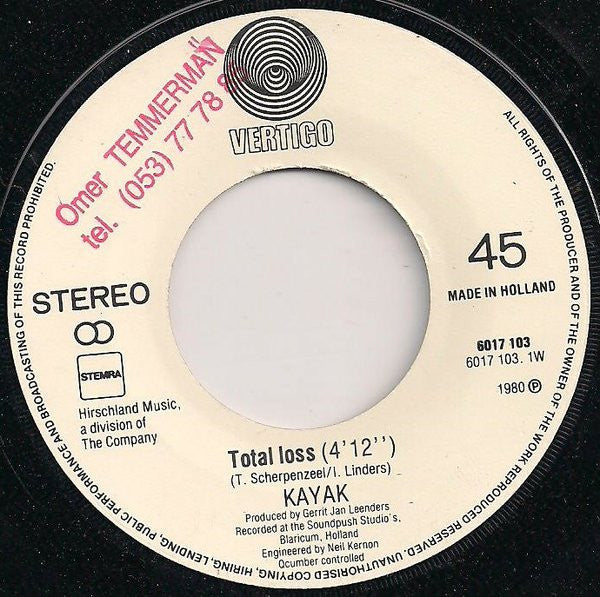 Omer TEMMERMAN
tel. (053) 77 78
VERTIGO
STEREO
STEMRA
Hirschland Music,
a division of
The Company
45
MADE IN HOLLAND
6017 103
6017 103. 1W
1980 Ⓟ
Total loss (4'12'')
(T. Scherpenzeel/I. Linders)
KAYAK
Produced by Gerrit Jan Leenders
Recorded at the Soundpush Studio's,
Blaricum, Holland
Engineered by Neil Kernon
Qcumber controlled
ALL RIGHTS OF THE PRODUCER AND OF THE OWNER OF THE WORK REPRODUCED RESERVED. UNAUTHORISED COPYING, HIRING, LENDING, PUBLIC PERFORMANCE AND BROADCASTING OF THIS RECORD PROHIBITED.